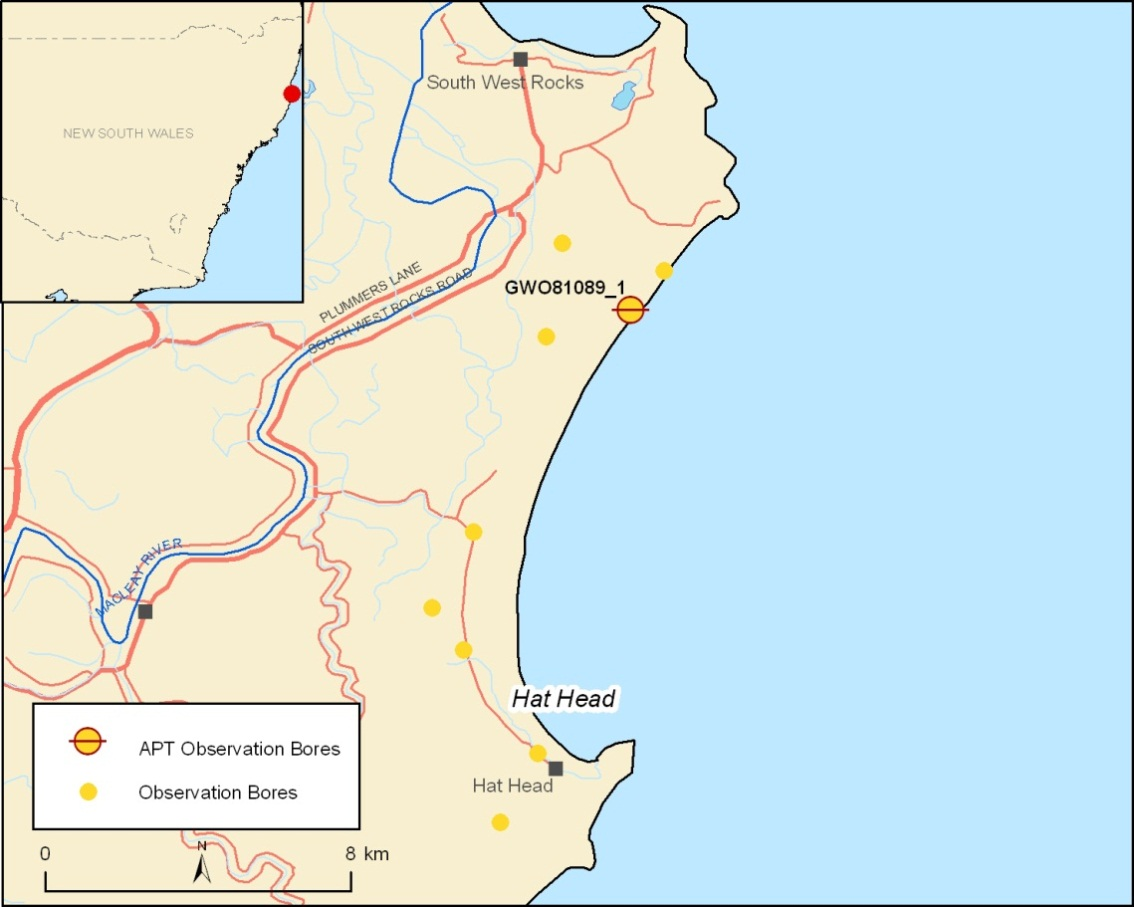 South West Rocks
NEW SOUTH WALES
PLUMMERS LANE
GWO81089_1
SOUTH WEST ROCKS ROAD
MACLEAY RIVER
Hat Head
APT Observation Bores
Hat Head
Observation Bores
N
0 8 km